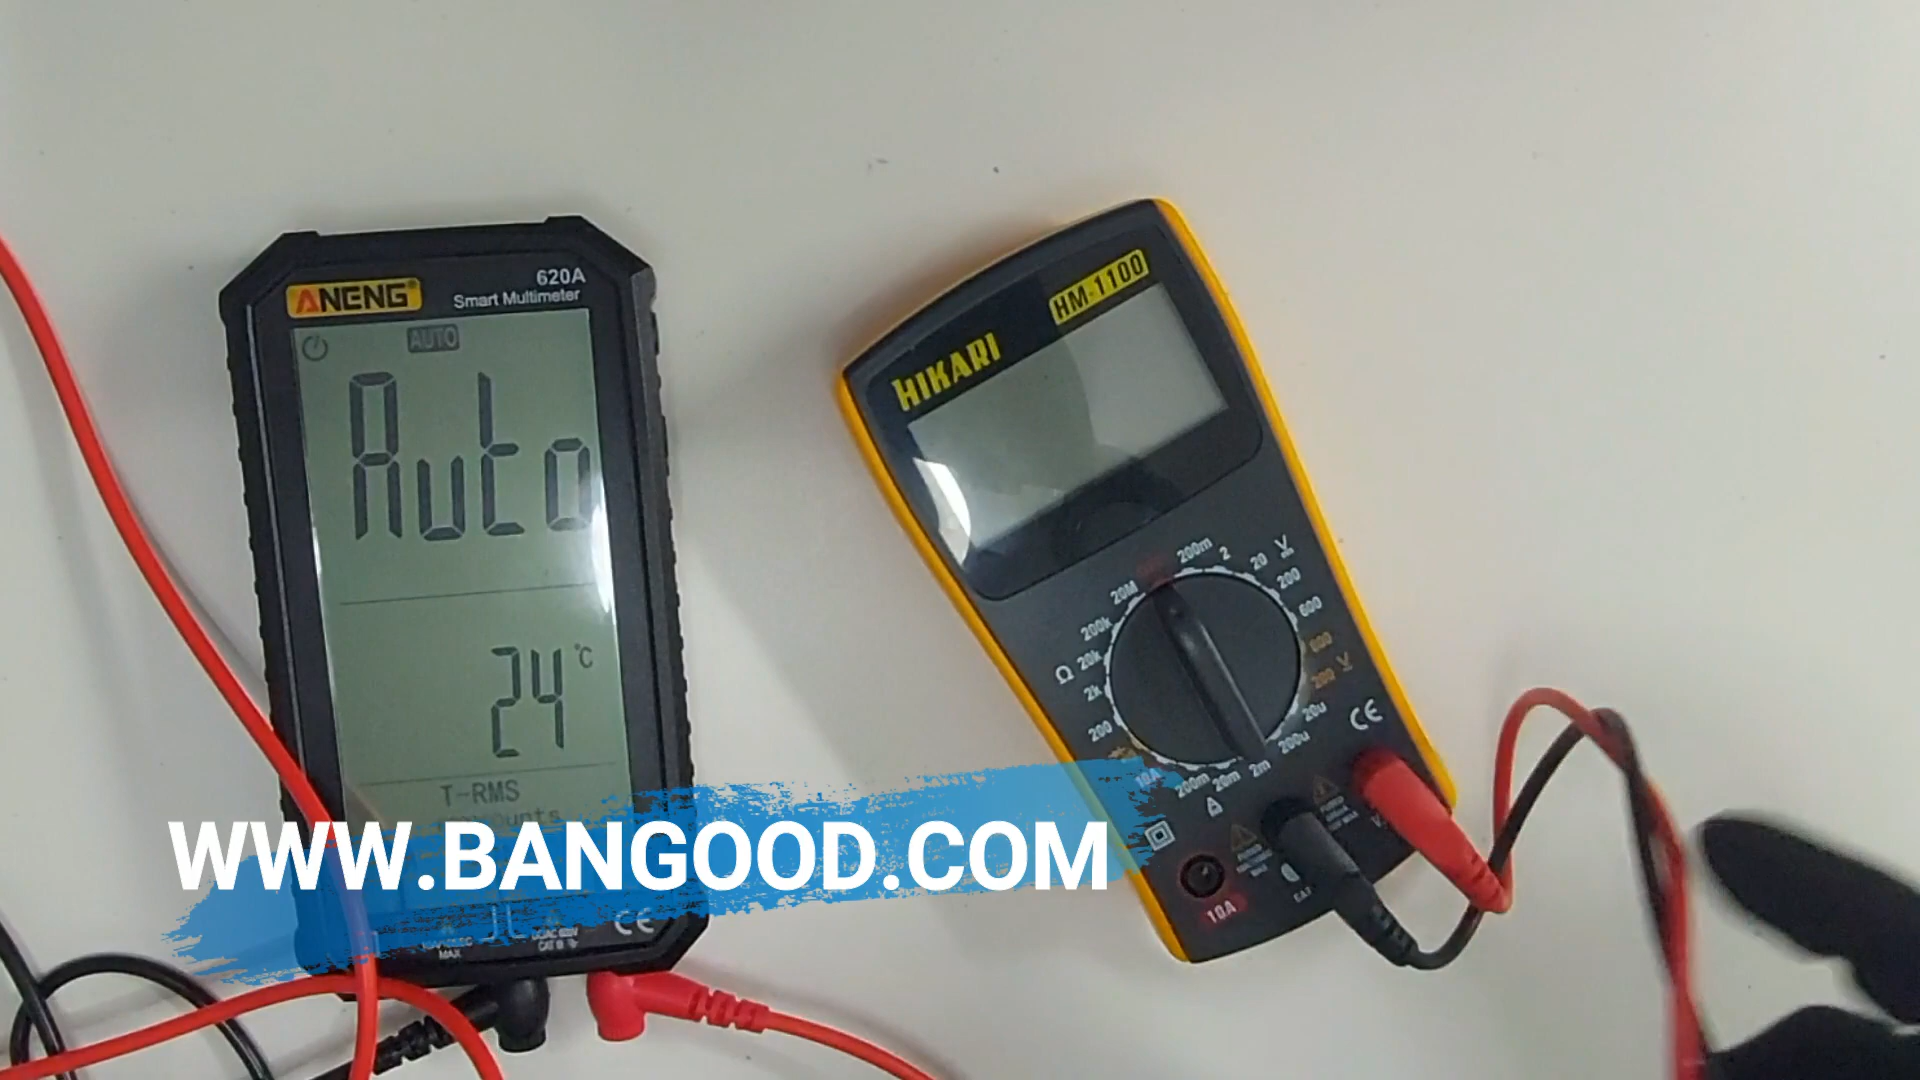 ANENG
620A
Smart Multimeter
AUTO
Auto
24 °C
T-RMS
WWW.BANGOOD.COM
MAX
CE
HIKARI
HM-1100
200m
2
20
V
200
600
600
200
V
20u
200u
2m
20m
200m
10A
A
200
2k
20k
Ω
200k
20M
CE
10A